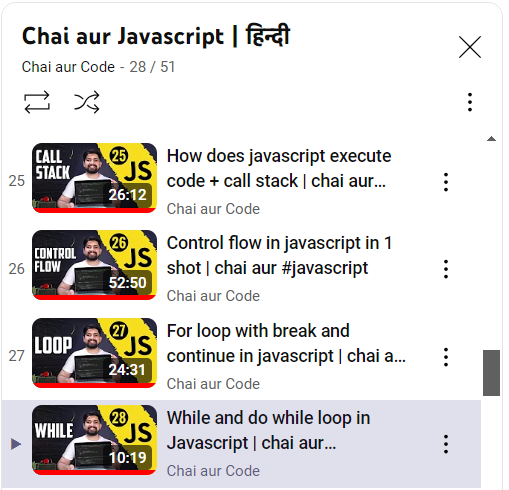 Chai aur Javascript | हिन्दी
Chai aur Code - 28 / 51
25
CALL
STACK
25
JS
26:12
How does javascript execute
code + call stack | chai aur...
Chai aur Code
26
CONTROL
FLOW
26
JS
52:50
Control flow in javascript in 1
shot | chai aur #javascript
Chai aur Code
27
LOOP
27
JS
24:31
For loop with break and
continue in javascript | chai a...
Chai aur Code
WHILE
28
JS
10:19
While and do while loop in
Javascript | chai aur...
Chai aur Code